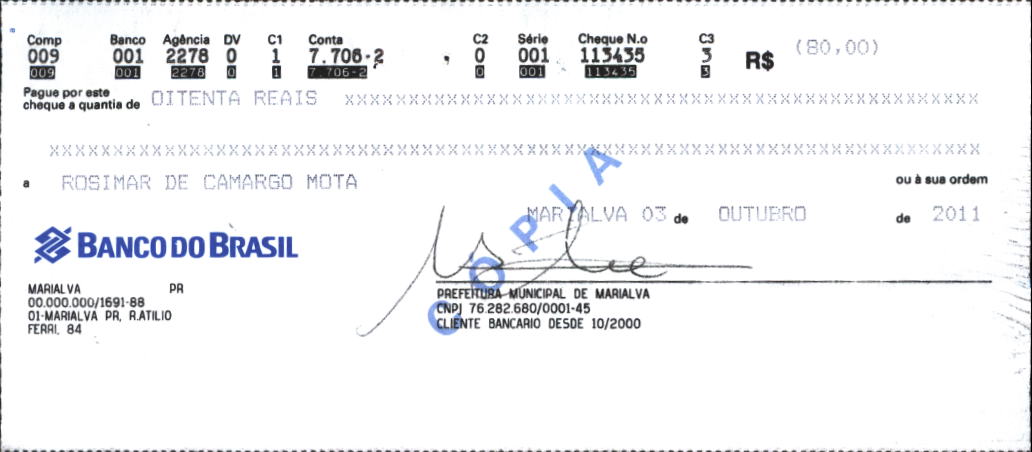 Comp Banco Agência DV C1 Conta C2 Série Cheque N.o C3
009 001 2278 0 1 7.706-2 0 001 113435 3 R$ (80,00)
009 001 2278 0 1 7.706-2 0 001 113435 3
Pague por este
cheque a quantia de OITENTA REAIS XXXXXXXXXXXXXXXXXXXXXXXXXXXXXXXXXXXXXXXXXXXXXXXXXX
XXXXXXXXXXXXXXXXXXXXXXXXXXXXXXXXXXXXXXXXXXXXXXXXXXXXXXXXXXXXXXXXXXXXXXXXX
a ROSIMAR DE CAMARGO MOTA ou à sua ordem
MARIALVA 03 de OUTUBRO de 2011
CÓPIA
BANCO DO BRASIL
MARIALVA PR
00.000.000/1691-88
01-MARIALVA PR, R.ATILIO
FERRI, 84
PREFEITURA MUNICIPAL DE MARIALVA
CNPJ 76.282.680/0001-45
CLIENTE BANCARIO DESDE 10/2000